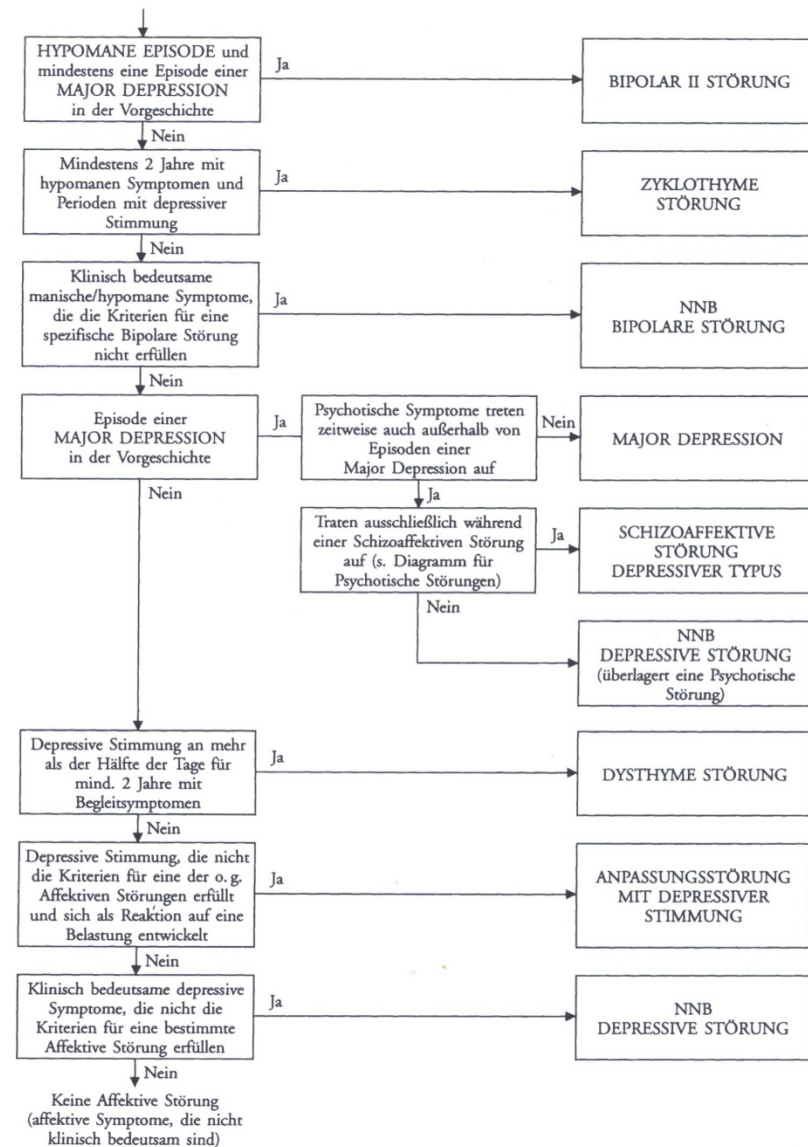 HYPOMANE EPISODE und
mindestens eine Episode einer
MAJOR DEPRESSION
in der Vorgeschichte
Ja
BIPOLAR II STÖRUNG
Nein
Mindestens 2 Jahre mit
hypomanen Symptomen und
Perioden mit depressiver
Stimmung
Ja
ZYKLOTHYME
STÖRUNG
Nein
Klinisch bedeutsame
manische/hypomane Symptome,
die die Kriterien für eine
spezifische Bipolare Störung
nicht erfüllen
Ja
NNB
BIPOLARE STÖRUNG
Nein
Episode einer
MAJOR DEPRESSION
in der Vorgeschichte
Ja
Psychotische Symptome treten
zeitweise auch außerhalb von
Episoden einer
Major Depression auf
Nein
MAJOR DEPRESSION
Nein
Ja
Traten ausschließlich während
einer Schizoaffektiven Störung
auf (s. Diagramm für
Psychotische Störungen)
Ja
SCHIZOAFFEKTIVE
STÖRUNG
DEPRESSIVER TYPUS
Nein
NNB
DEPRESSIVE STÖRUNG
(überlagert eine Psychotische
Störung)
Depressive Stimmung an mehr
als der Hälfte der Tage für
mind. 2 Jahre mit
Begleitsymptomen
Ja
DYSTHYME STÖRUNG
Nein
Depressive Stimmung, die nicht
die Kriterien für eine der o. g.
Affektiven Störungen erfüllt
und sich als Reaktion auf eine
Belastung entwickelt
Ja
ANPASSUNGSSTÖRUNG
MIT DEPRESSIVER
STIMMUNG
Nein
Klinisch bedeutsame depressive
Symptome, die nicht die
Kriterien für eine bestimmte
Affektive Störung erfüllen
Ja
NNB
DEPRESSIVE STÖRUNG
Nein
Keine Affektive Störung
(affektive Symptome, die nicht
klinisch bedeutsam sind)